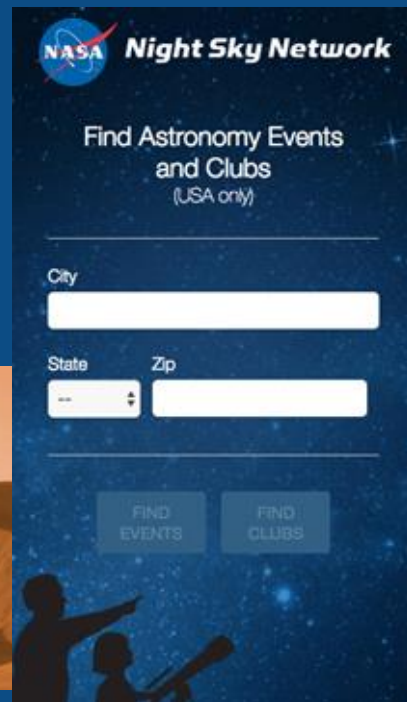 NASA Night Sky Network
Find Astronomy Events
and Clubs
(USA only)
City
State Zip
--
FIND FIND
EVENTS CLUBS